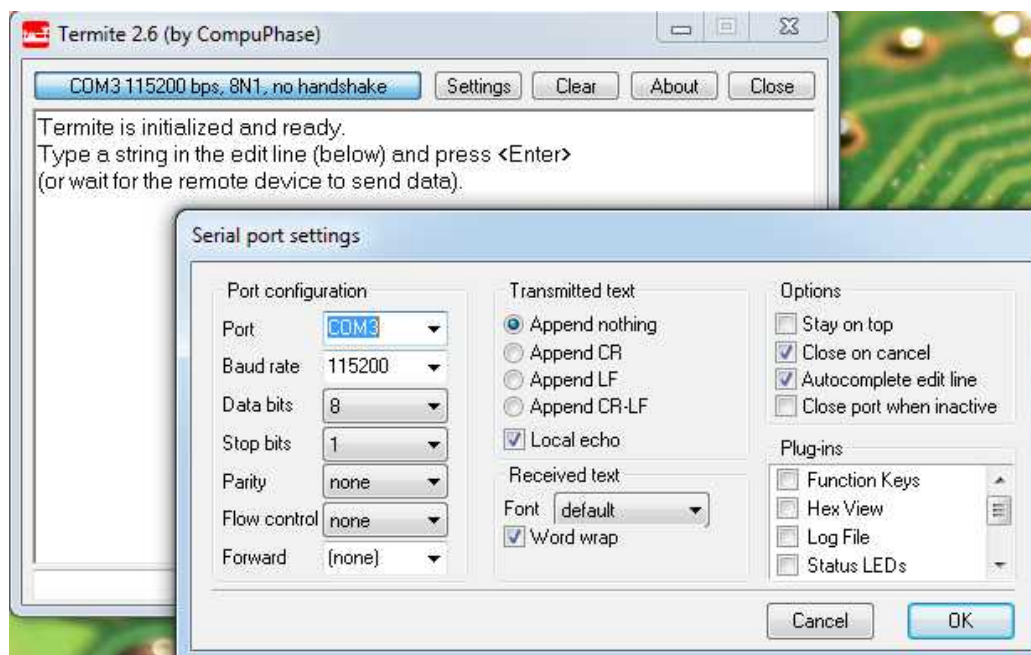 Termite 2.6 (by CompuPhase)
COM3 115200 bps, 8N1, no handshake Settings Clear About Close
Termite is initialized and ready.
Type a string in the edit line (below) and press <Enter>
(or wait for the remote device to send data).
Serial port settings
Port configuration
Port COM3
Baud rate 115200
Data bits 8
Stop bits 1
Parity none
Flow control none
Forward (none)
Transmitted text
Append nothing
Append CR
Append LF
Append CR-LF
Local echo
Received text
Font default
Word wrap
Options
Stay on top
Close on cancel
Autocomplete edit line
Close port when inactive
Plug-ins
Function Keys
Hex View
Log File
Status LEDs
Cancel OK